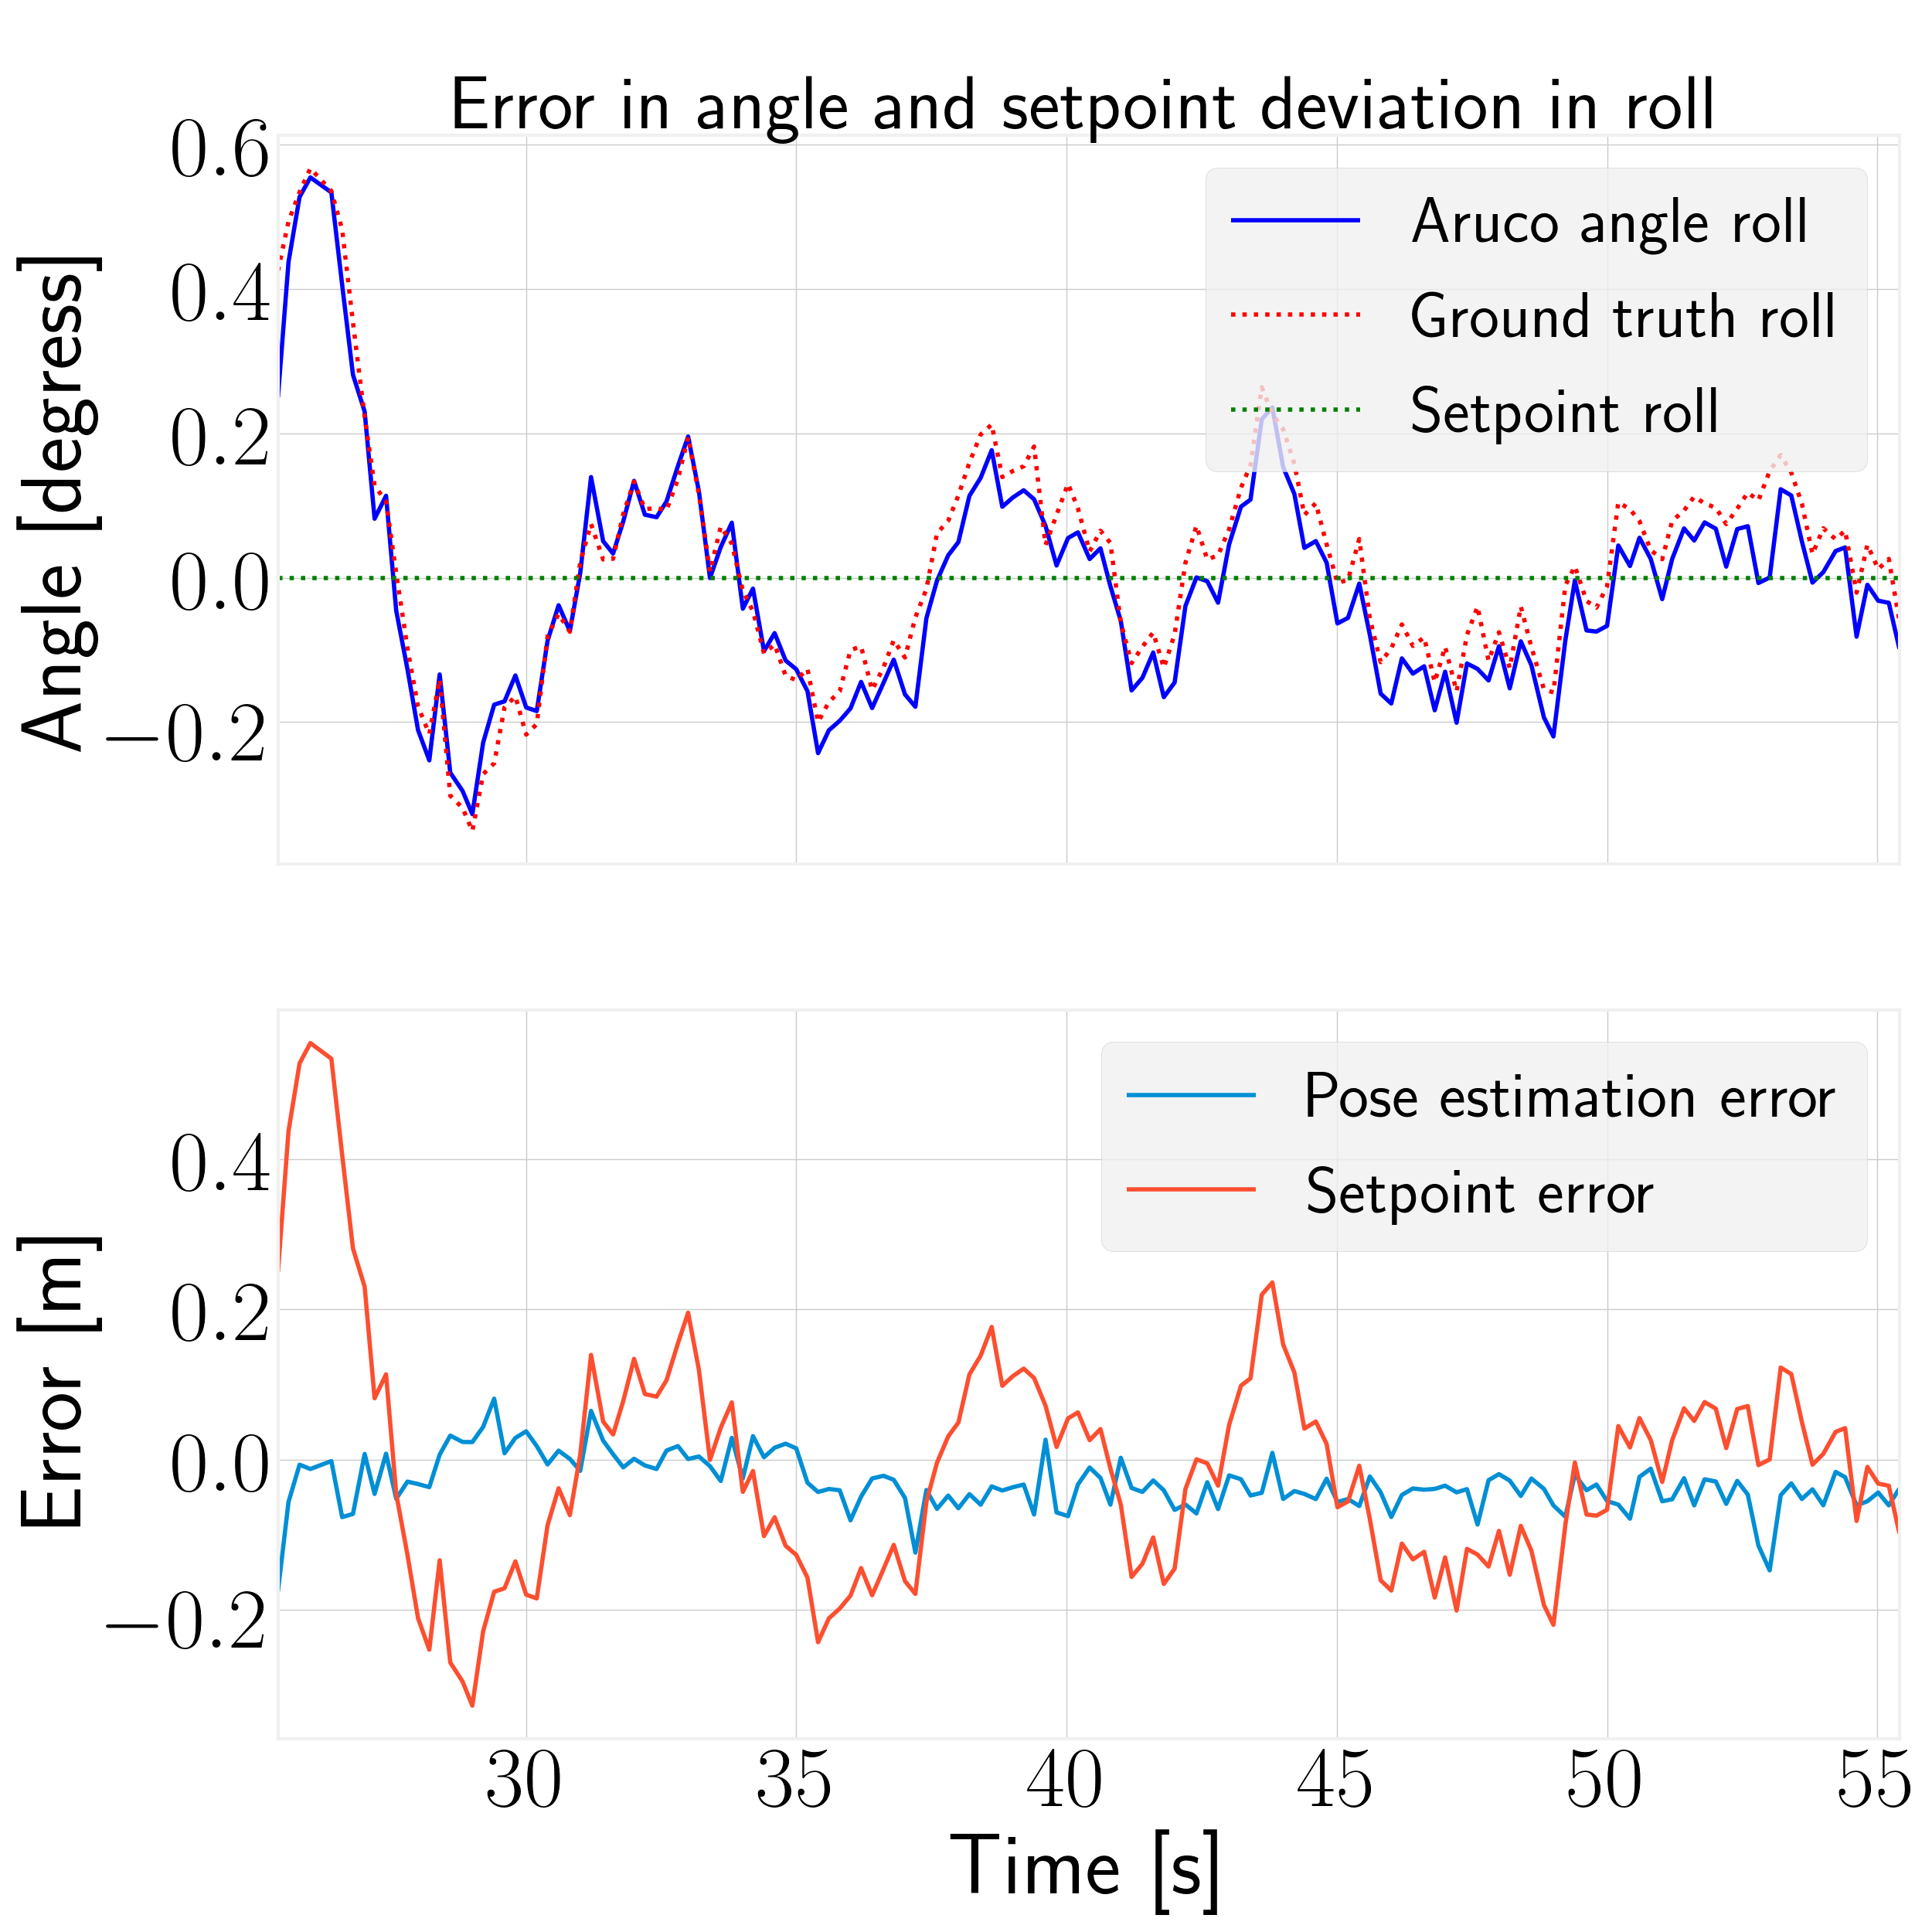 Error in angle and setpoint deviation in roll
Angle [degress]
0.6
0.4
0.2
0.0
−0.2
Aruco angle roll
Ground truth roll
Setpoint roll
Error [m]
0.4
0.2
0.0
−0.2
Pose estimation error
Setpoint error
30 35 40 45 50 55
Time [s]